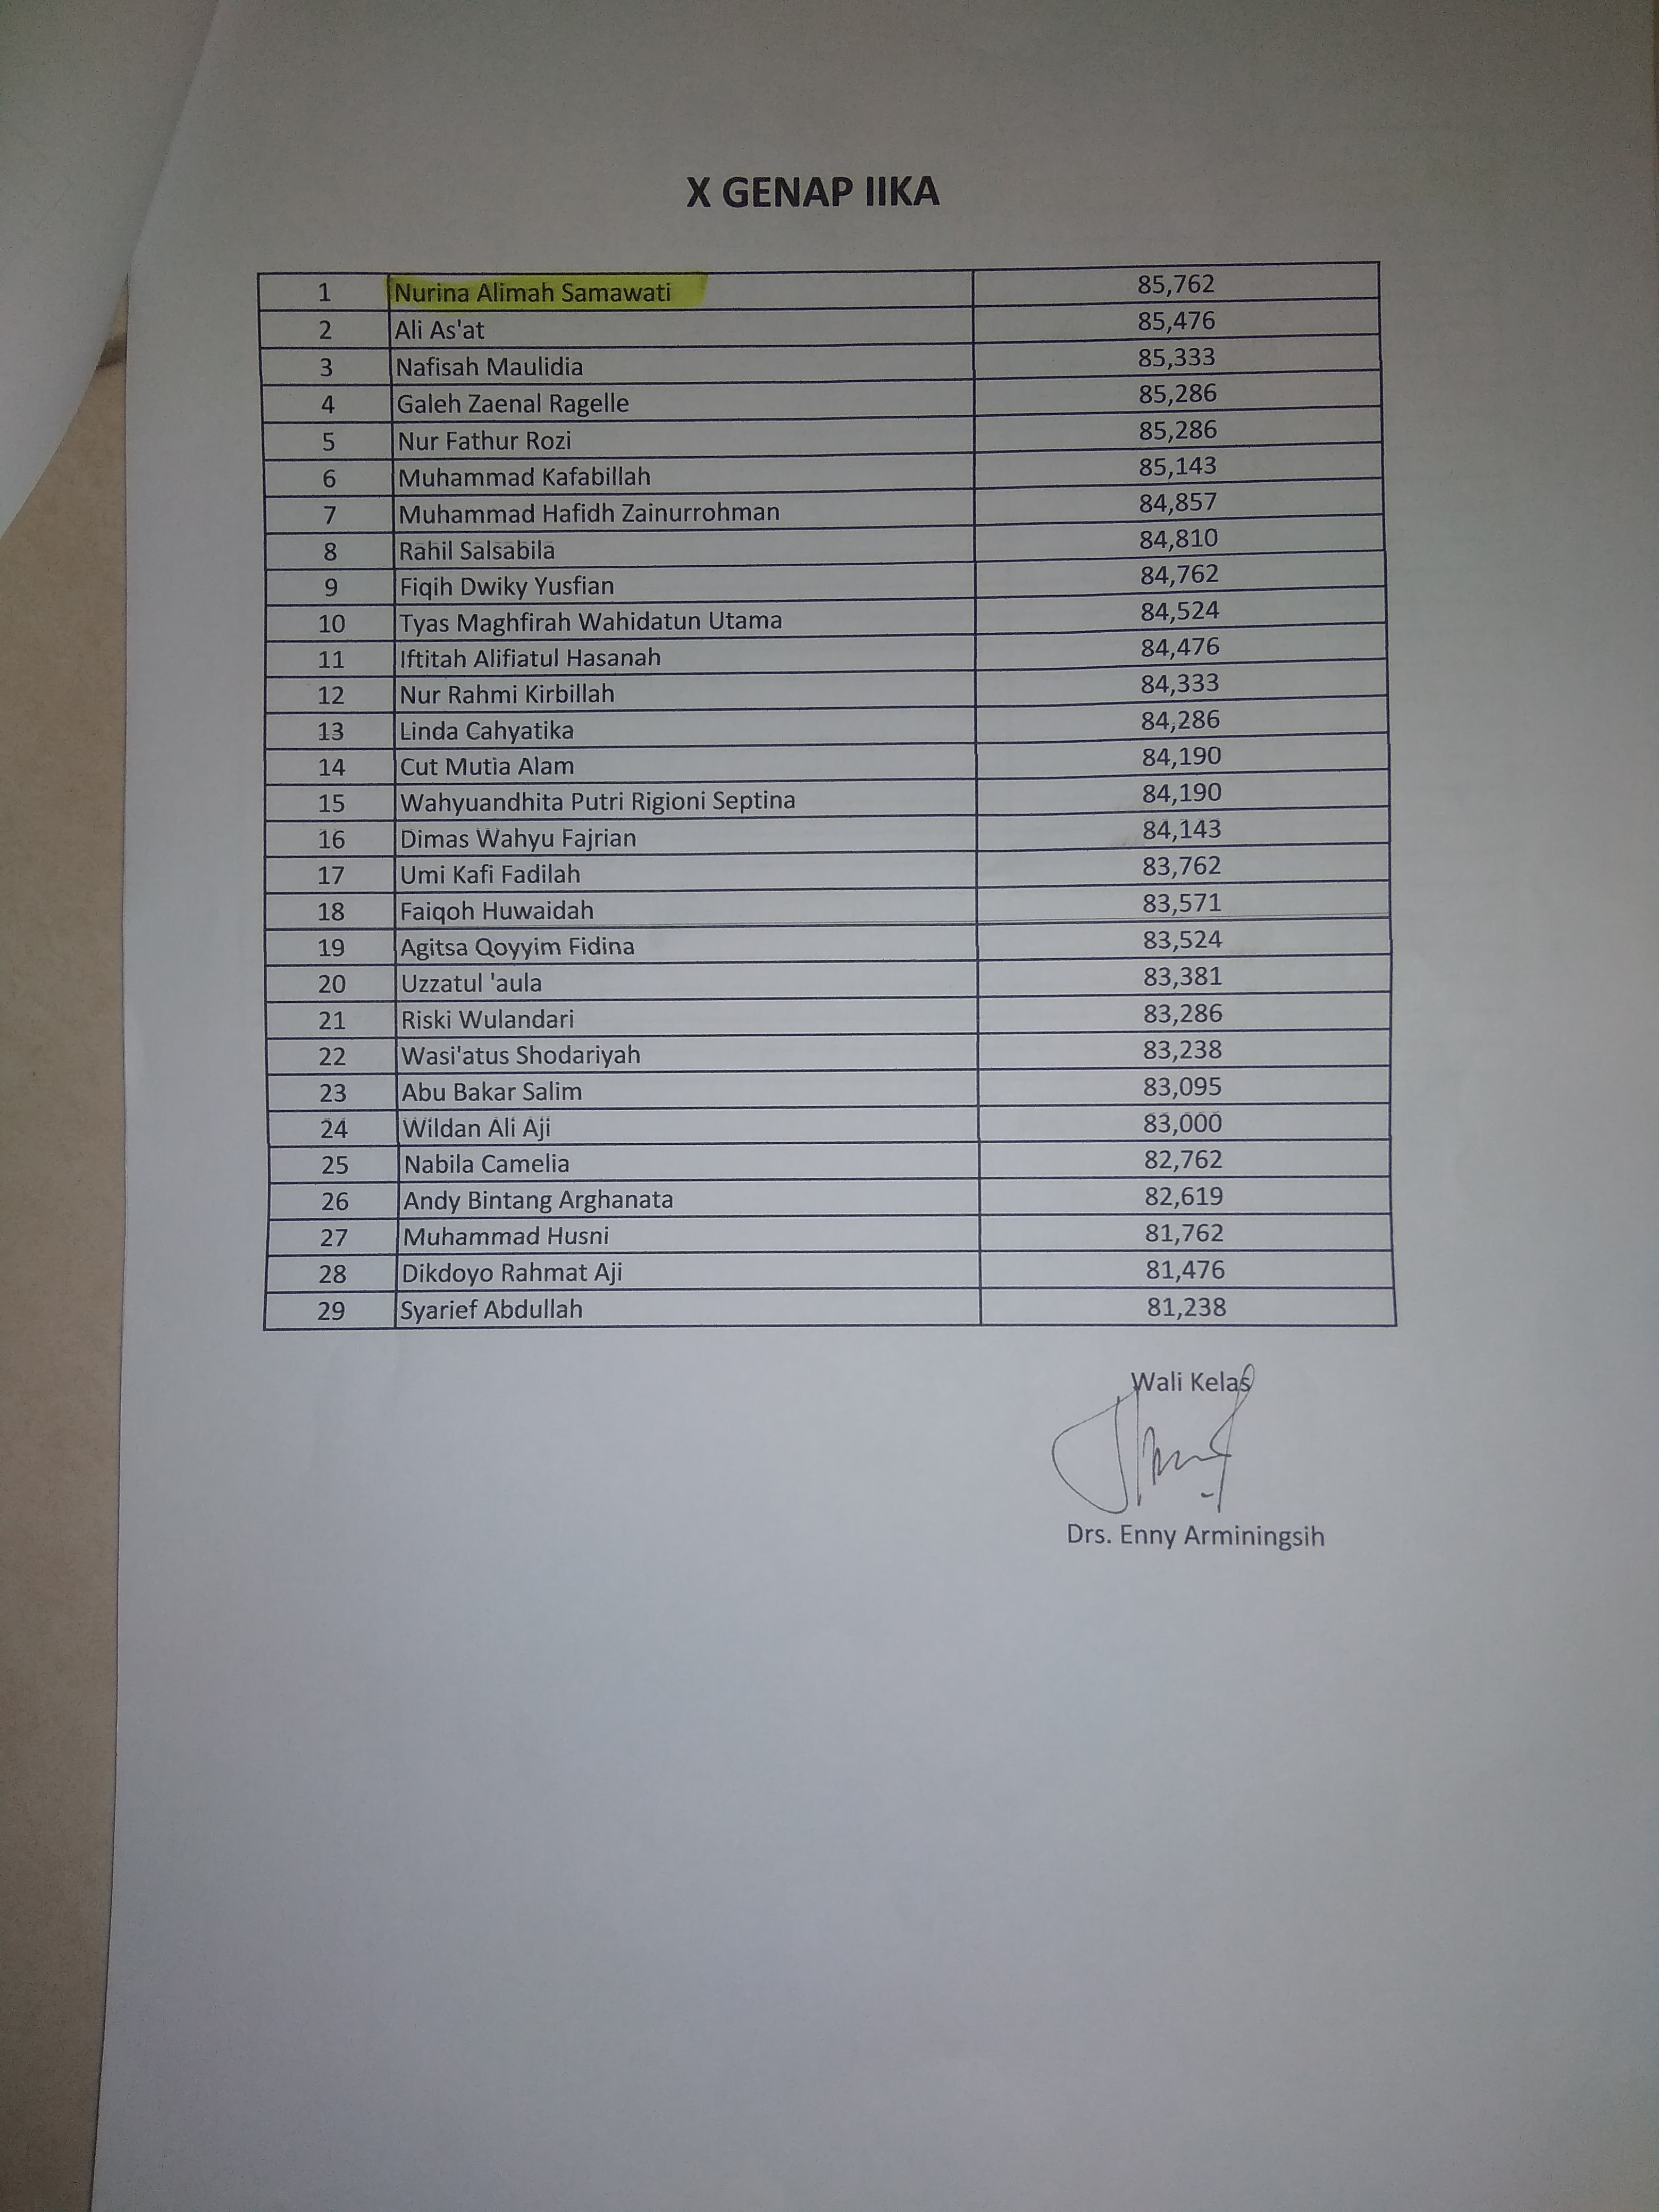 X GENAP IIKA
1 Nurina Alimah Samawati 85,762
2 Ali As'at 85,476
3 Nafisah Maulidia 85,333
4 Galeh Zaenal Ragelle 85,286
5 Nur Fathur Rozi 85,286
6 Muhammad Kafabillah 85,143
7 Muhammad Hafidh Zainurrohman 84,857
8 Rahil Salsabila 84,810
9 Fiqih Dwiky Yusfian 84,762
10 Tyas Maghfirah Wahidatun Utama 84,524
11 Iftitah Alifiatul Hasanah 84,476
12 Nur Rahmi Kirbillah 84,333
13 Linda Cahyatika 84,286
14 Cut Mutia Alam 84,190
15 Wahyuandhita Putri Rigioni Septina 84,190
16 Dimas Wahyu Fajrian 84,143
17 Umi Kafi Fadilah 83,762
18 Faiqoh Huwaidah 83,571
19 Agitsa Qoyyim Fidina 83,524
20 Uzzatul 'aula 83,381
21 Riski Wulandari 83,286
22 Wasi'atus Shodariyah 83,238
23 Abu Bakar Salim 83,095
24 Wildan Ali Aji 83,000
25 Nabila Camelia 82,762
26 Andy Bintang Arghanata 82,619
27 Muhammad Husni 81,762
28 Dikdoyo Rahmat Aji 81,476
29 Syarief Abdullah 81,238
Wali Kelas
Drs. Enny Arminingsih